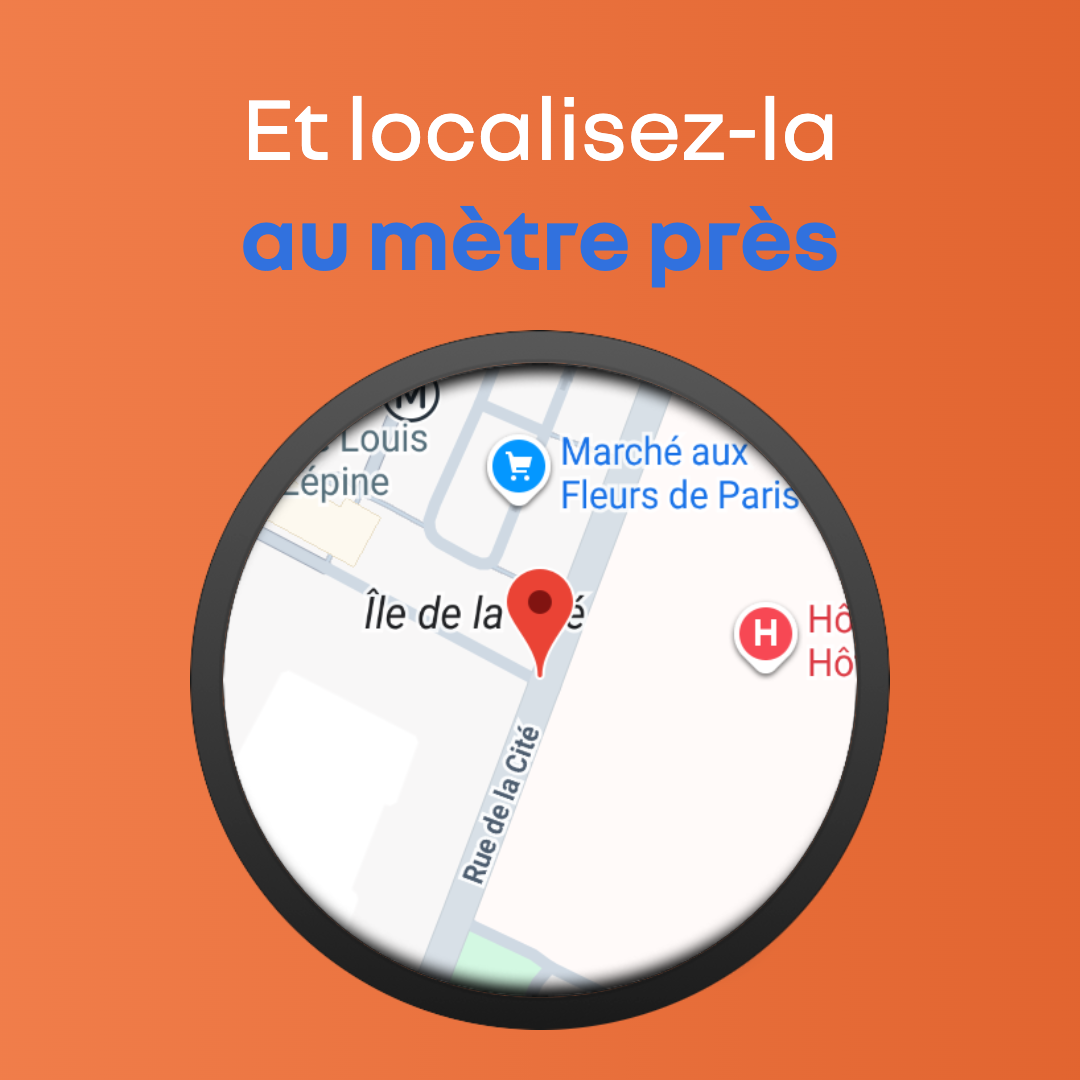 Et localisez-la
au mètre près
M
Louis
Lépine
Marché aux
Fleurs de Paris
Île de la
H
Rue de la Cité